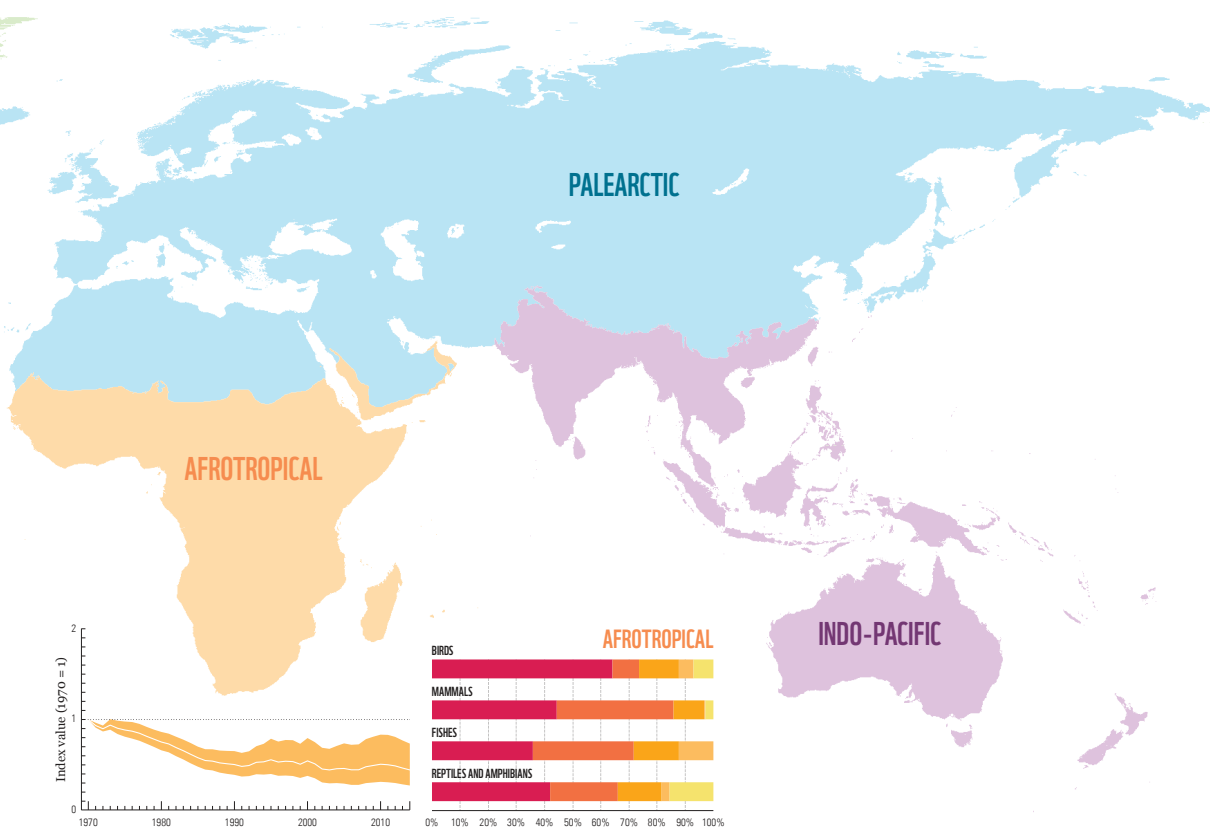 PALEARCTIC
AFROTROPICAL
INDO-PACIFIC
Index value (1970 = 1)
2
1
0
1970 1980 1990 2000 2010
AFROTROPICAL
BIRDS
MAMMALS
FISHES
REPTILES AND AMPHIBIANS
0% 10% 20% 30% 40% 50% 60% 70% 80% 90% 100%